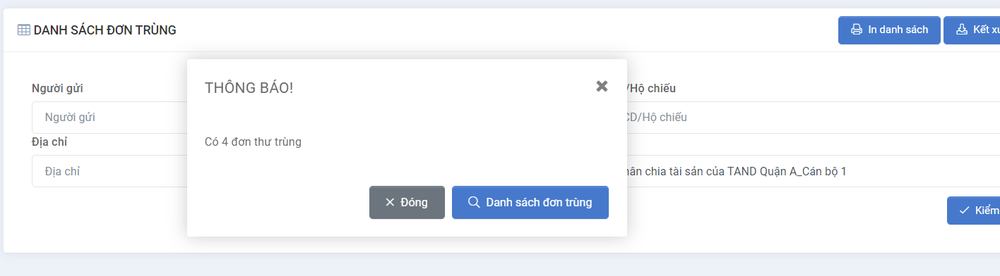 DANH SÁCH ĐƠN TRÙNG
In danh sách
Kết
THÔNG BÁO!
Người gửi
/Hộ chiếu
Người gửi
CD/Hộ chiếu
Có 4 đơn thư trùng
Địa chỉ
Địa chỉ
chia tài sản của TAND Quận A_Cán bộ 1
Đóng
Danh sách đơn trùng
Kiểm